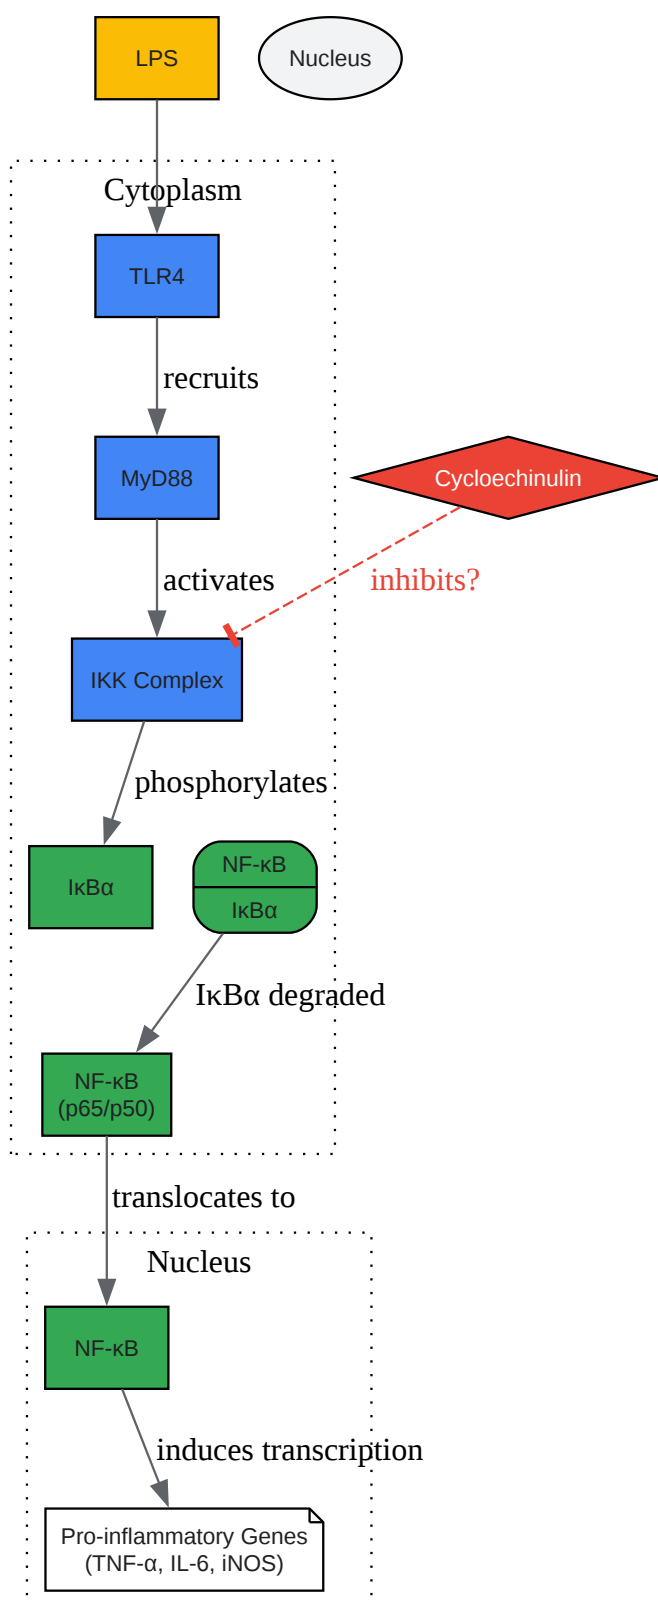 LPS
Nucleus
Cytoplasm
TLR4
recruits
MyD88
Cycloechinulin
activates
inhibits?
IKK Complex
phosphorylates
IκBα
NF-κB
IκBα
IκBα degraded
NF-κB
(p65/p50)
translocates to
Nucleus
NF-κB
induces transcription
Pro-inflammatory Genes
(TNF-α, IL-6, iNOS)